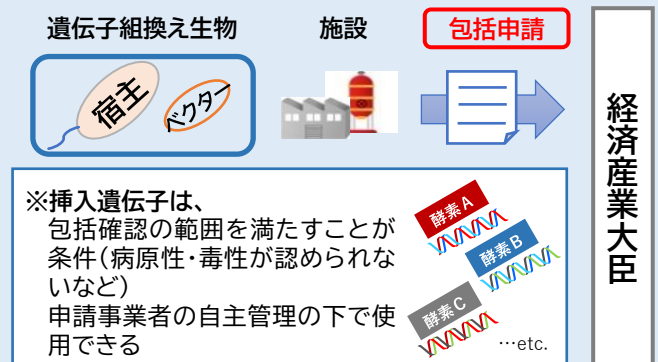 遺伝子組換え生物
施設
包括申請
宿主
ベクター
経済産業大臣
※挿入遺伝子は、
包括確認の範囲を満たすことが
条件（病原性・毒性が認められな
いなど）
申請事業者の自主管理の下で使
用できる
酵素A
酵素B
酵素C
…etc.